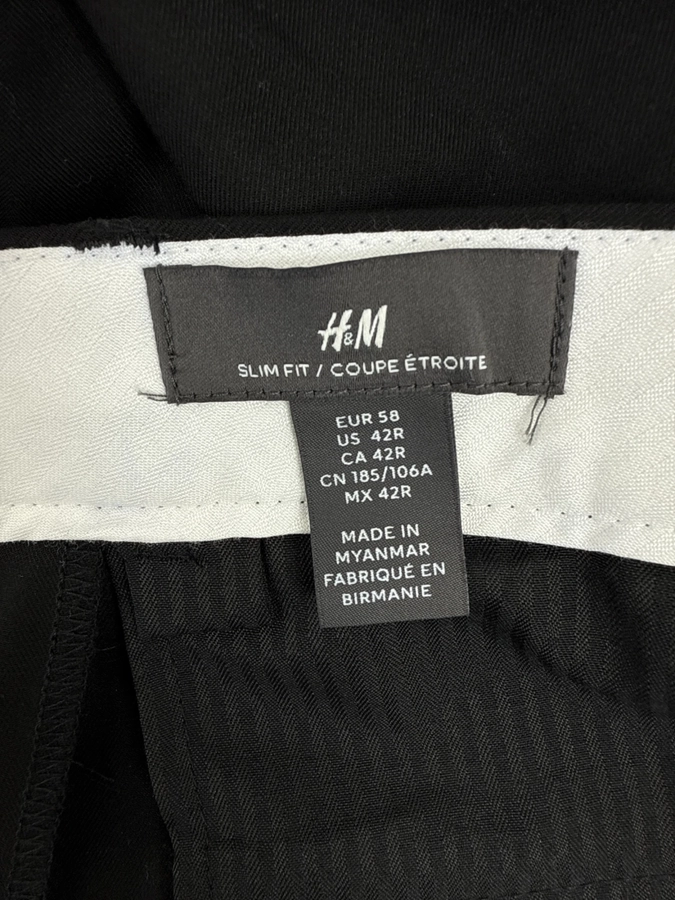 H&M
SLIM FIT / COUPE ÉTROITE
EUR 58
US 42R
CA 42R
CN 185/106A
MX 42R
MADE IN
MYANMAR
FABRIQUÉ EN
BIRMANIE